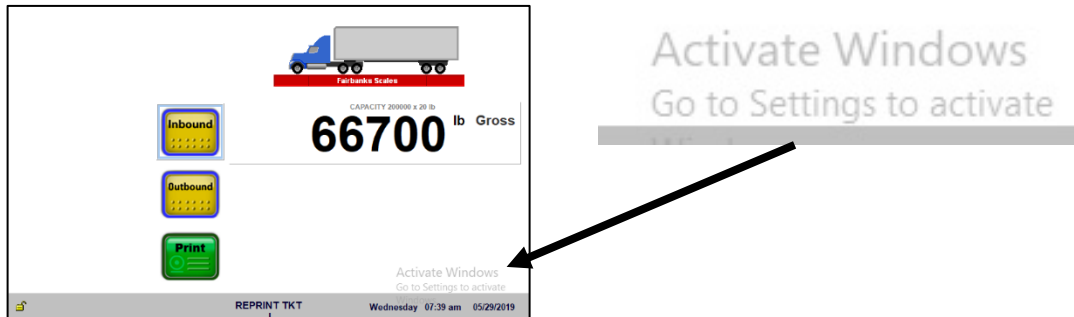 Fairbanks Scales
CAPACITY 200000 x 20 lb
66700 lb Gross
Inbound
Outbound
Print
Activate Windows
Go to Settings to activate
REPRINT TKT
Wednesday 07:39 am 05/29/2019
Activate Windows
Go to Settings to activate